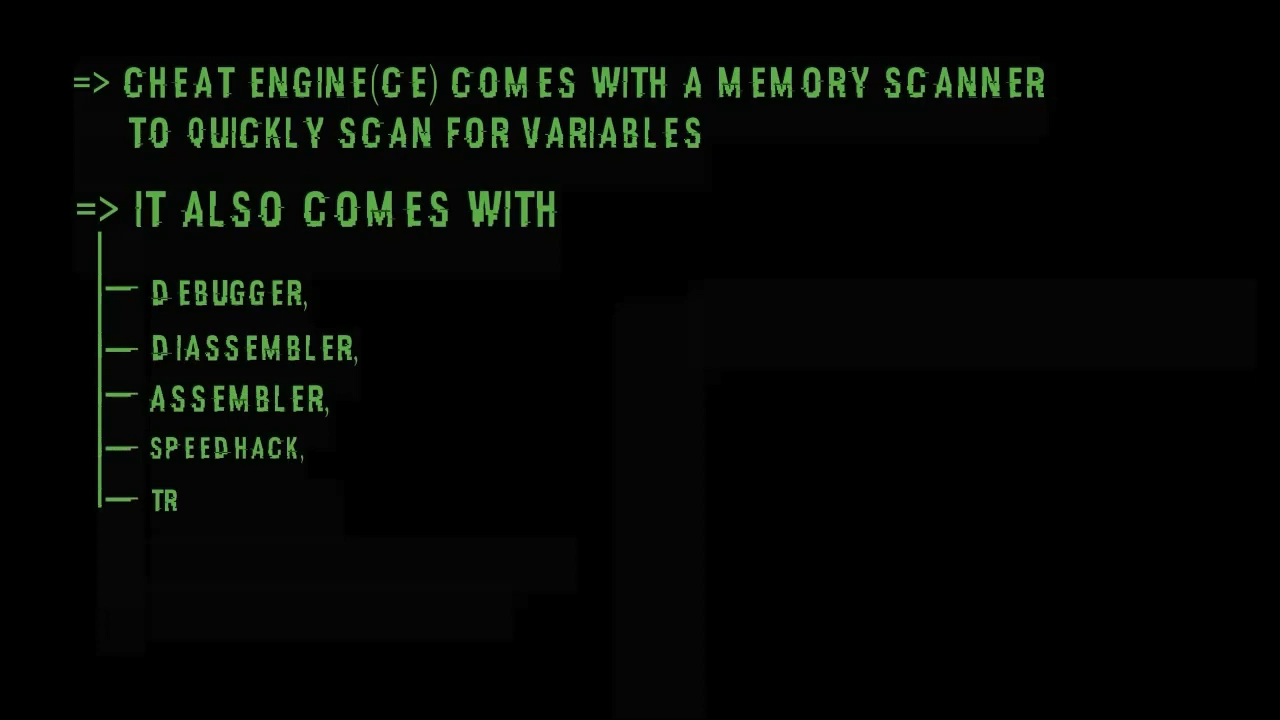 => CHEAT ENGINE(CE) COMES WITH A MEMORY SCANNER
TO QUICKLY SCAN FOR VARIABLES
=> IT ALSO COMES WITH
DEBUGGER,
DIASSEMBLER,
ASSEMBLER,
SPEEDHACK,
TR